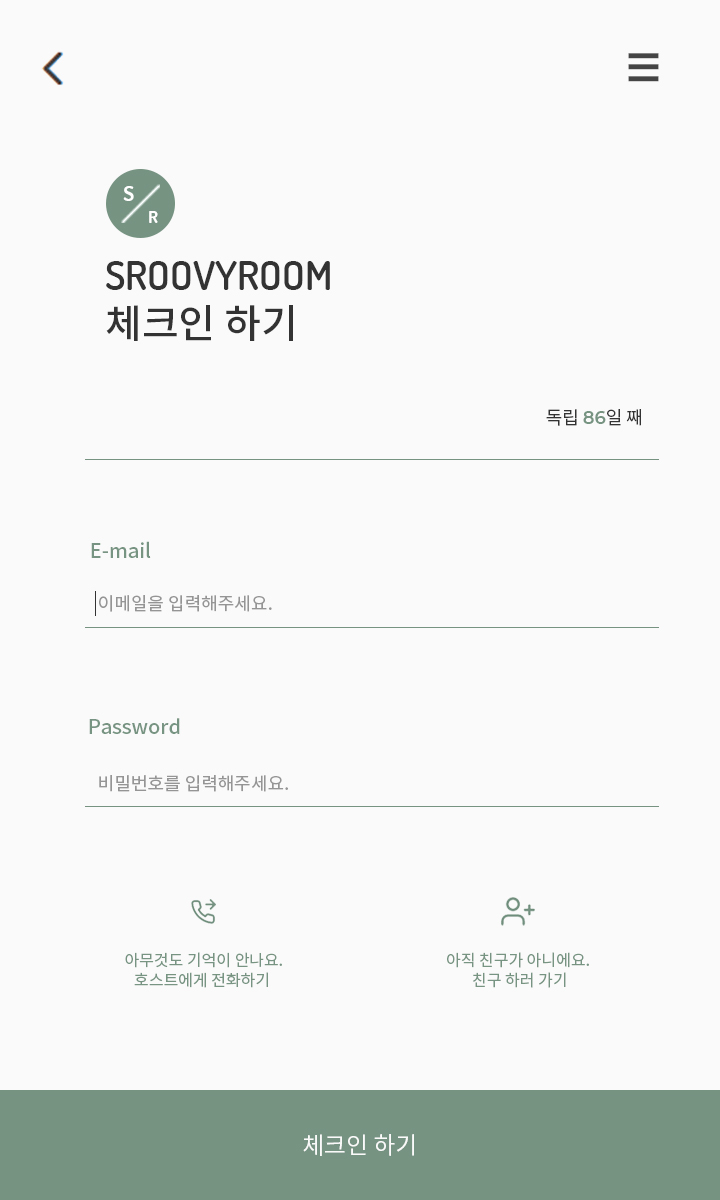 S
R
SROOVYROOM
체크인 하기
독립 86일 째
E-mail
이메일을 입력해주세요.
Password
비밀번호를 입력해주세요.
아무것도 기억이 안나요.
호스트에게 전화하기
아직 친구가 아니에요.
친구 하러 가기
체크인 하기